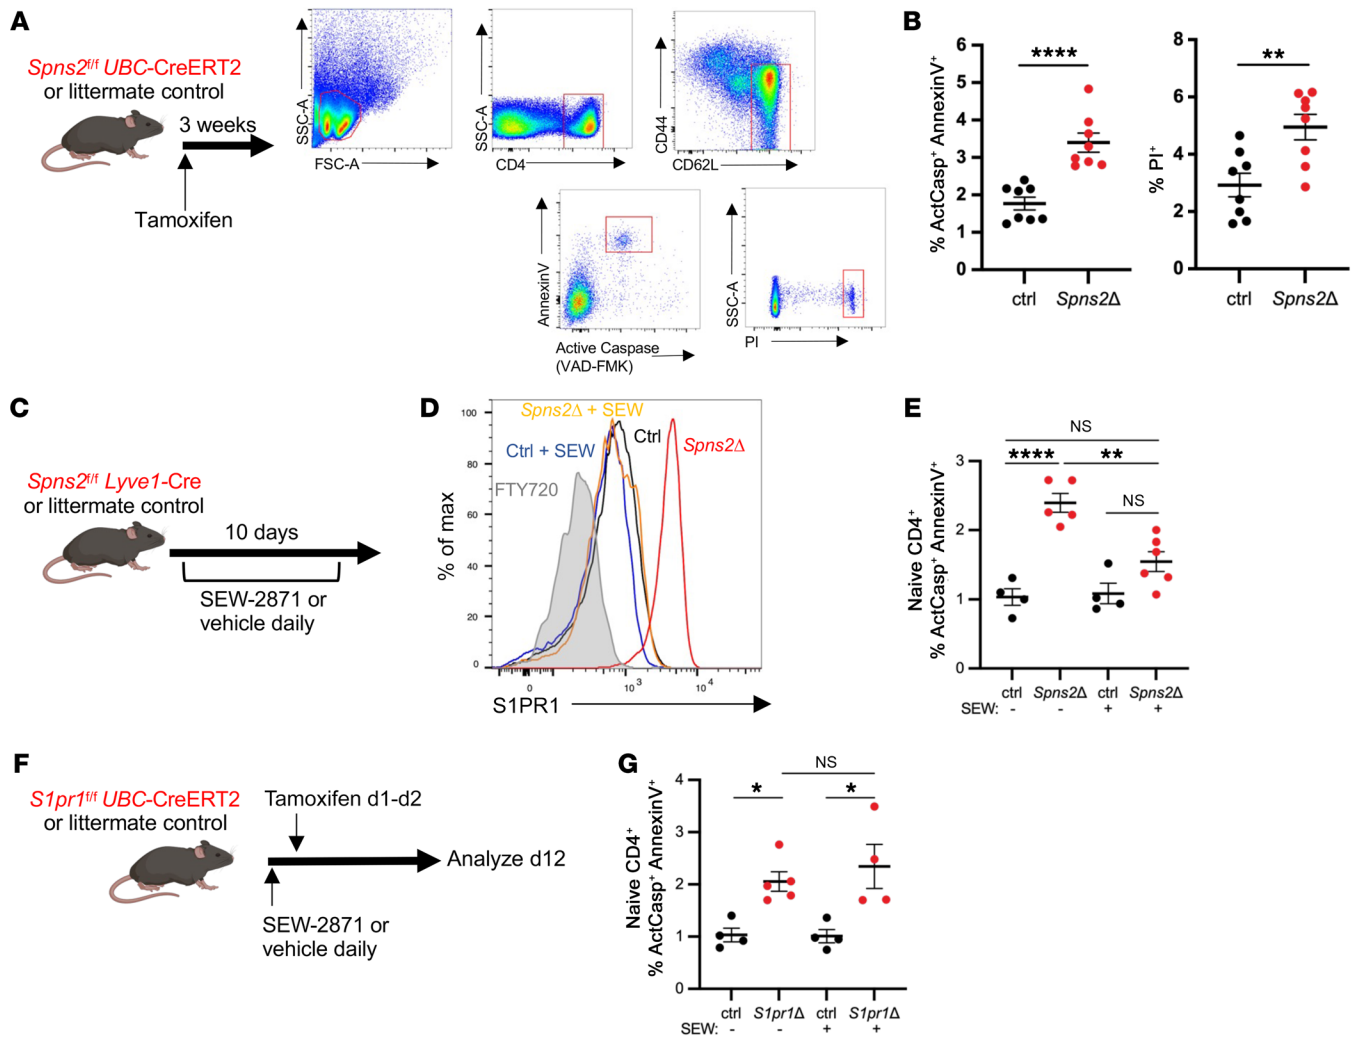 A
Spns2f/f UBC-CreERT2
or littermate control
3 weeks
Tamoxifen
SSC-A
FSC-A
SSC-A
CD4
CD44
CD62L
AnnexinV
Active Caspase
(VAD-FMK)
SSC-A
PI
B
% ActCasp+ AnnexinV+
6
5
4
3
2
1
0
****
ctrl
Spns2Δ
% PI+
8
6
4
2
0
**
ctrl
Spns2Δ
C
Spns2f/f Lyve1-Cre
or littermate control
10 days
SEW-2871 or
vehicle daily
D
% of max
100
80
60
40
20
0
Spns2Δ + SEW
Ctrl
Spns2Δ
Ctrl + SEW
FTY720
0
10 3
10 4
S1PR1
E
Naive CD4+
% ActCasp+ AnnexinV+
3
2
1
0
NS
****
**
NS
ctrl Spns2Δ ctrl Spns2Δ
SEW: - - + +
F
S1pr1f/f UBC-CreERT2
or littermate control
Tamoxifen d1-d2
Analyze d12
SEW-2871 or
vehicle daily
G
Naive CD4+
% ActCasp+ AnnexinV+
4
3
2
1
0
NS
*
*
ctrl S1pr1Δ ctrl S1pr1Δ
SEW: - - + +